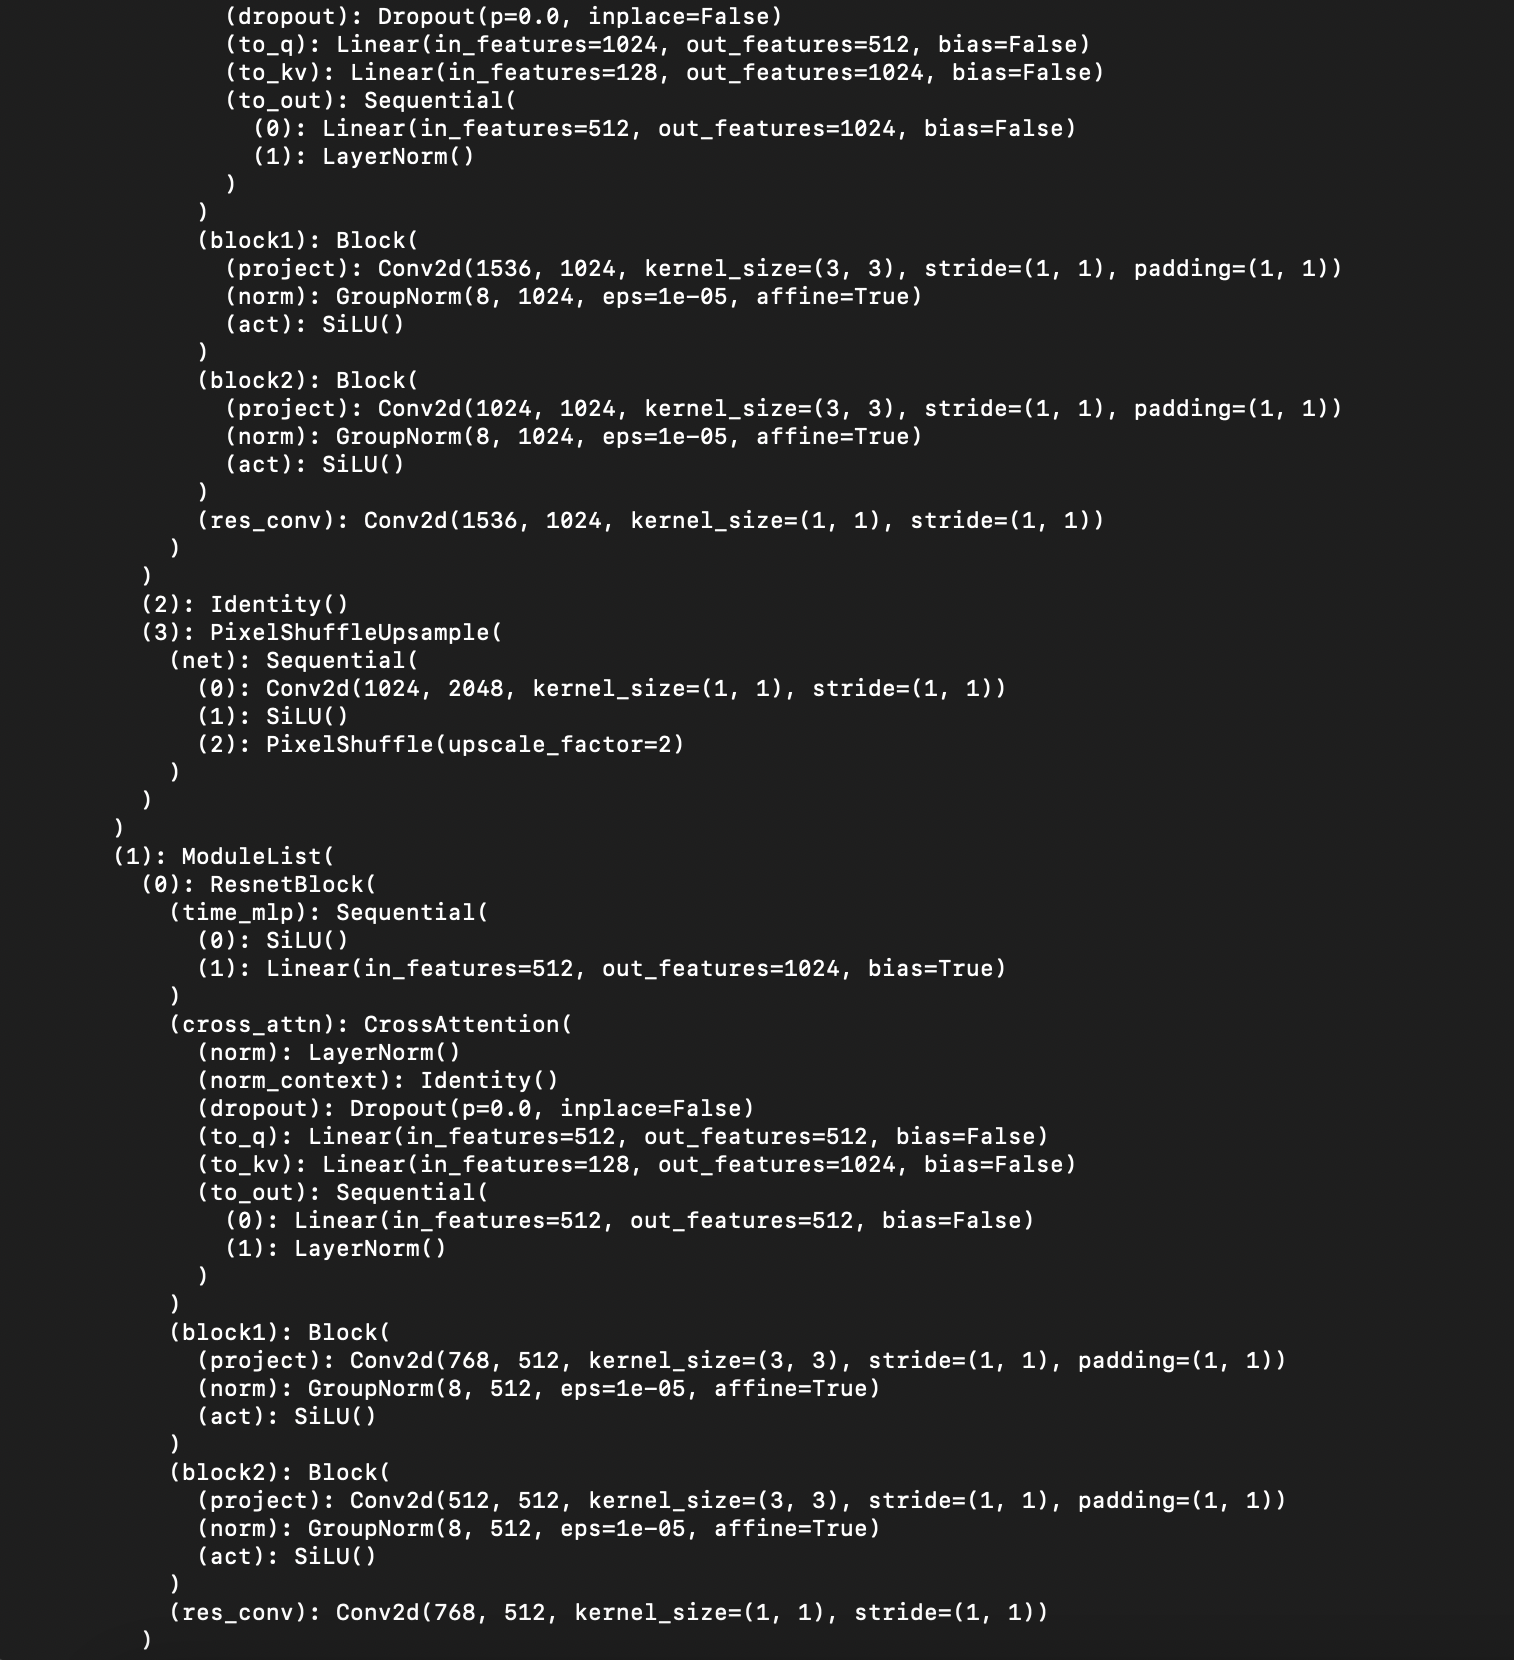 (dropout): Dropout(p=0.0, inplace=False)
(to_q): Linear(in_features=1024, out_features=512, bias=False)
(to_kv): Linear(in_features=128, out_features=1024, bias=False)
(to_out): Sequential(
(0): Linear(in_features=512, out_features=1024, bias=False)
(1): LayerNorm()
)
)
(block1): Block(
(project): Conv2d(1536, 1024, kernel_size=(3, 3), stride=(1, 1), padding=(1, 1))
(norm): GroupNorm(8, 1024, eps=1e-05, affine=True)
(act): SiLU()
)
(block2): Block(
(project): Conv2d(1024, 1024, kernel_size=(3, 3), stride=(1, 1), padding=(1, 1))
(norm): GroupNorm(8, 1024, eps=1e-05, affine=True)
(act): SiLU()
)
(res_conv): Conv2d(1536, 1024, kernel_size=(1, 1), stride=(1, 1))
)
)
(2): Identity()
(3): PixelShuffleUpsample(
(net): Sequential(
(0): Conv2d(1024, 2048, kernel_size=(1, 1), stride=(1, 1))
(1): SiLU()
(2): PixelShuffle(upscale_factor=2)
)
)
)
(1): ModuleList(
(0): ResnetBlock(
(time_mlp): Sequential(
(0): SiLU()
(1): Linear(in_features=512, out_features=1024, bias=True)
)
(cross_attn): CrossAttention(
(norm): LayerNorm()
(norm_context): Identity()
(dropout): Dropout(p=0.0, inplace=False)
(to_q): Linear(in_features=512, out_features=512, bias=False)
(to_kv): Linear(in_features=128, out_features=1024, bias=False)
(to_out): Sequential(
(0): Linear(in_features=512, out_features=512, bias=False)
(1): LayerNorm()
)
)
(block1): Block(
(project): Conv2d(768, 512, kernel_size=(3, 3), stride=(1, 1), padding=(1, 1))
(norm): GroupNorm(8, 512, eps=1e-05, affine=True)
(act): SiLU()
)
(block2): Block(
(project): Conv2d(512, 512, kernel_size=(3, 3), stride=(1, 1), padding=(1, 1))
(norm): GroupNorm(8, 512, eps=1e-05, affine=True)
(act): SiLU()
)
(res_conv): Conv2d(768, 512, kernel_size=(1, 1), stride=(1, 1))
)